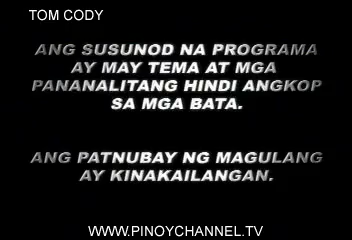 TOM CODY
ANG SUSUNOD NA PROGRAMA
AY MAY TEMA AT MGA
PANANALITANG HINDI ANGKOP
SA MGA BATA.
ANG PATNUBAY NG MAGULANG
AY KINAKAILANGAN.
WWW.PINOYCHANNEL.TV